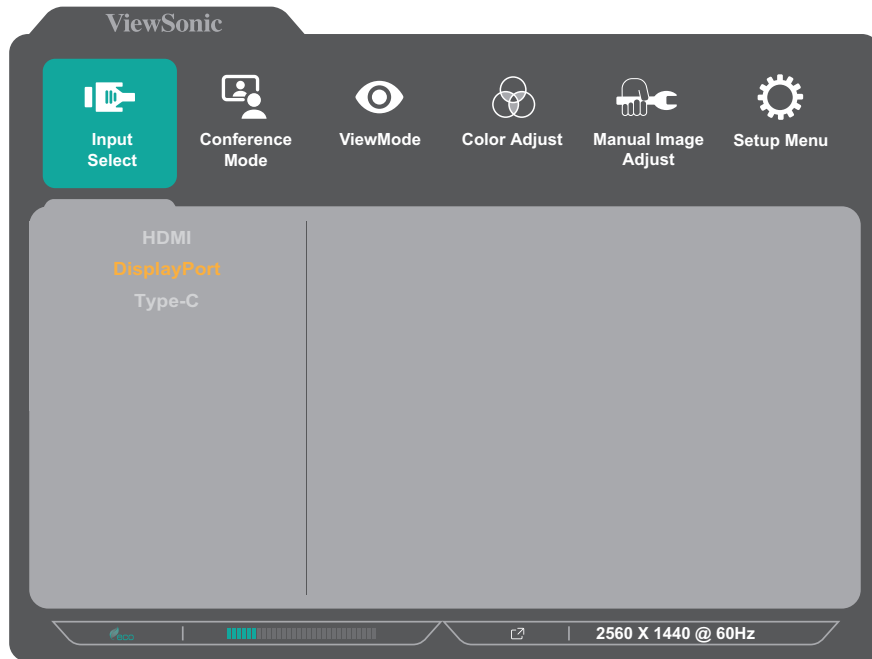 ViewSonic
Input
Select
Conference
Mode
ViewMode
Color Adjust
Manual Image
Adjust
Setup Menu
HDMI
DisplayPort
Type-C
eco
2560 X 1440 @ 60Hz